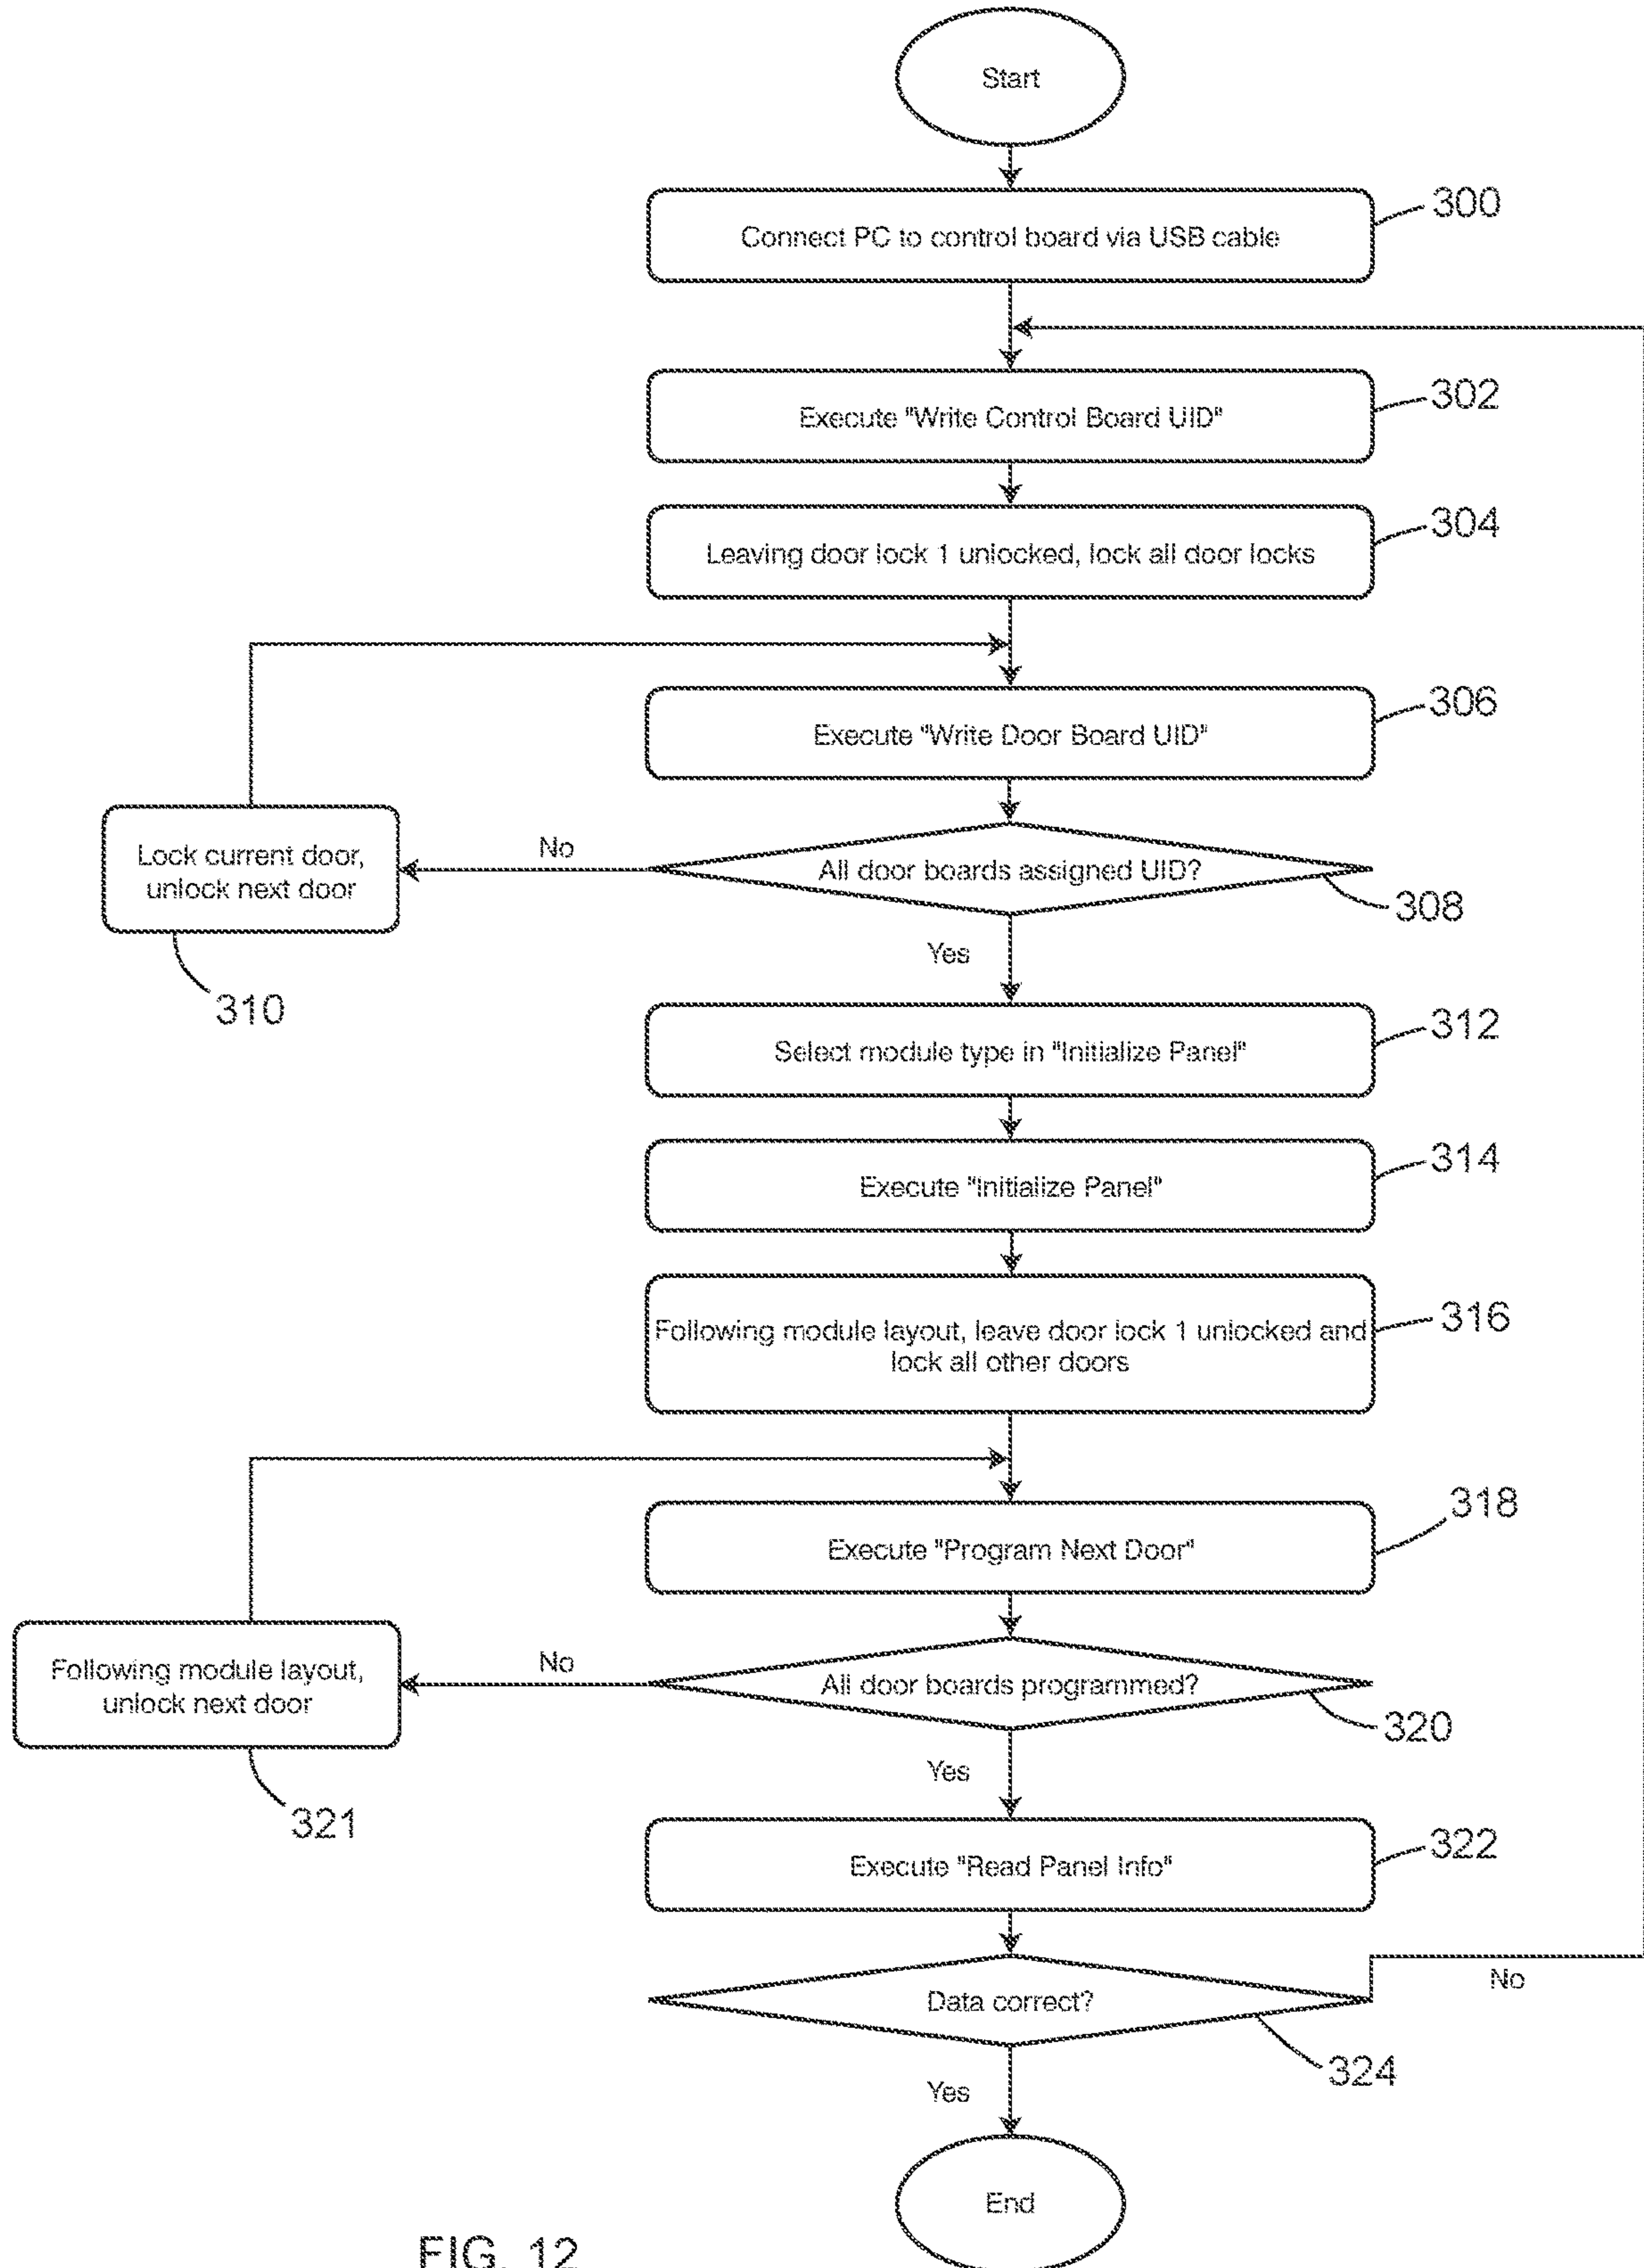 Start
Connect PC to control board via USB cable
300
Execute "Write Control Board UID"
302
Leaving door lock 1 unlocked, lock all door locks
304
Execute "Write Door Board UID"
306
Lock current door,
unlock next door
310
No
All door boards assigned UID?
308
Yes
Select module type in "Initialize Panel"
312
Execute "Initialize Panel"
314
Following module layout, leave door lock 1 unlocked and
lock all other doors
316
Execute "Program Next Door"
318
Following module layout,
unlock next door
321
No
All door boards programmed?
320
Yes
Execute "Read Panel Info"
322
Data correct?
324
No
Yes
End
FIG. 12